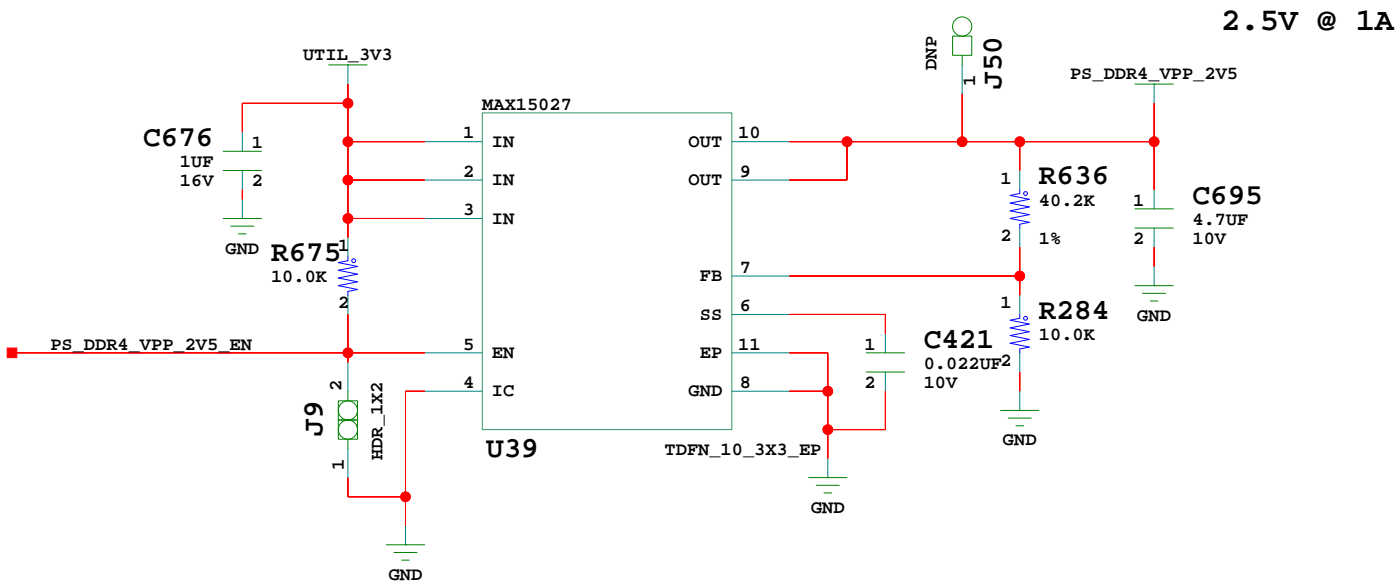 2.5V @ 1A
UTIL_3V3
DNP
J50
1
PS_DDR4_VPP_2V5
MAX15027
C676
1UF
16V
1
2
GND
1
IN
2
IN
3
IN
OUT
10
OUT
9
R636
40.2K
1%
1
2
C695
4.7UF
10V
1
2
GND
R675
10.0K
1
2
FB
7
SS
6
EP
11
GND
8
R284
10.0K
1
2
GND
C421
0.022UF
10V
1
2
PS_DDR4_VPP_2V5_EN
5
EN
4
IC
J9
HDR_1X2
2
1
U39
TDFN_10_3X3_EP
GND
GND